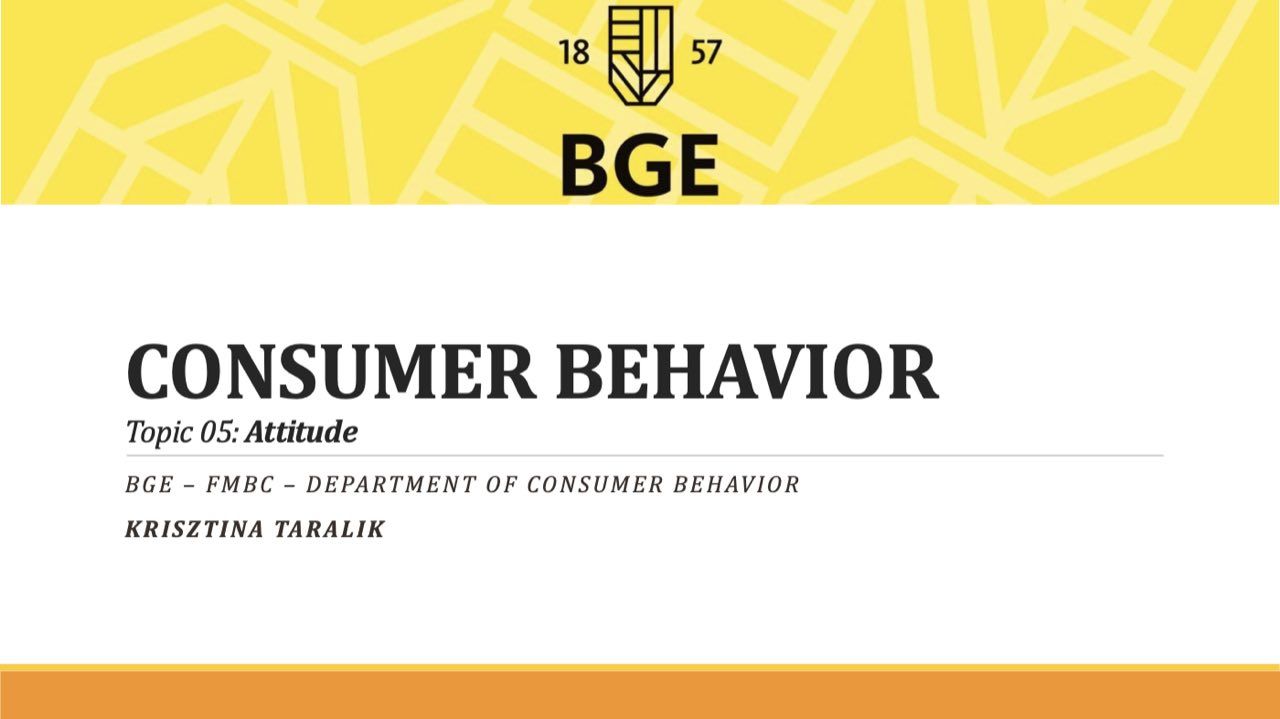 18 57
BGE
CONSUMER BEHAVIOR
Topic 05: Attitude
BGE – FMBC – DEPARTMENT OF CONSUMER BEHAVIOR
KRISZTINA TARALIK